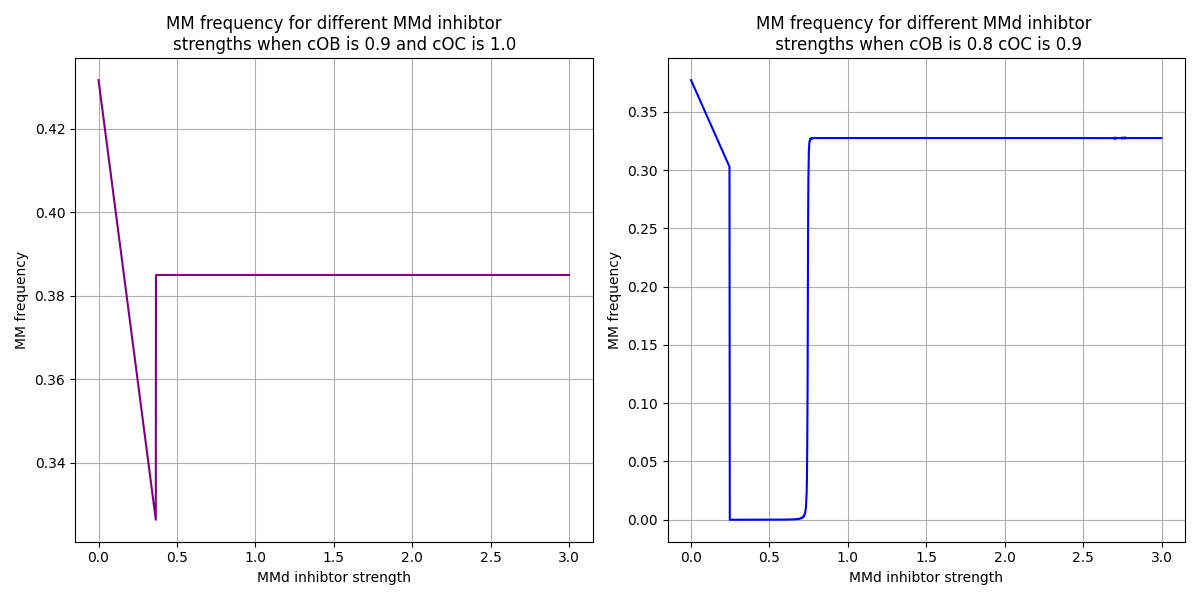 MM frequency for different MMd inhibtor
strengths when cOB is 0.9 and cOC is 1.0
MM frequency
0.42
0.40
0.38
0.36
0.34
0.0 0.5 1.0 1.5 2.0 2.5 3.0
MMd inhibtor strength
MM frequency for different MMd inhibtor
strengths when cOB is 0.8 cOC is 0.9
MM frequency
0.35
0.30
0.25
0.20
0.15
0.10
0.05
0.00
0.0 0.5 1.0 1.5 2.0 2.5 3.0
MMd inhibtor strength